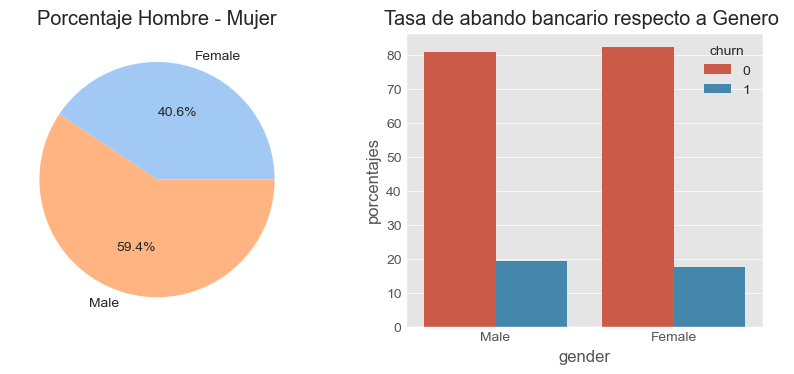 Porcentaje Hombre - Mujer
Female
40.6%
59.4%
Male
Tasa de abando bancario respecto a Genero
churn
0
1
porcentajes
80
70
60
50
40
30
20
10
0
Male
Female
gender